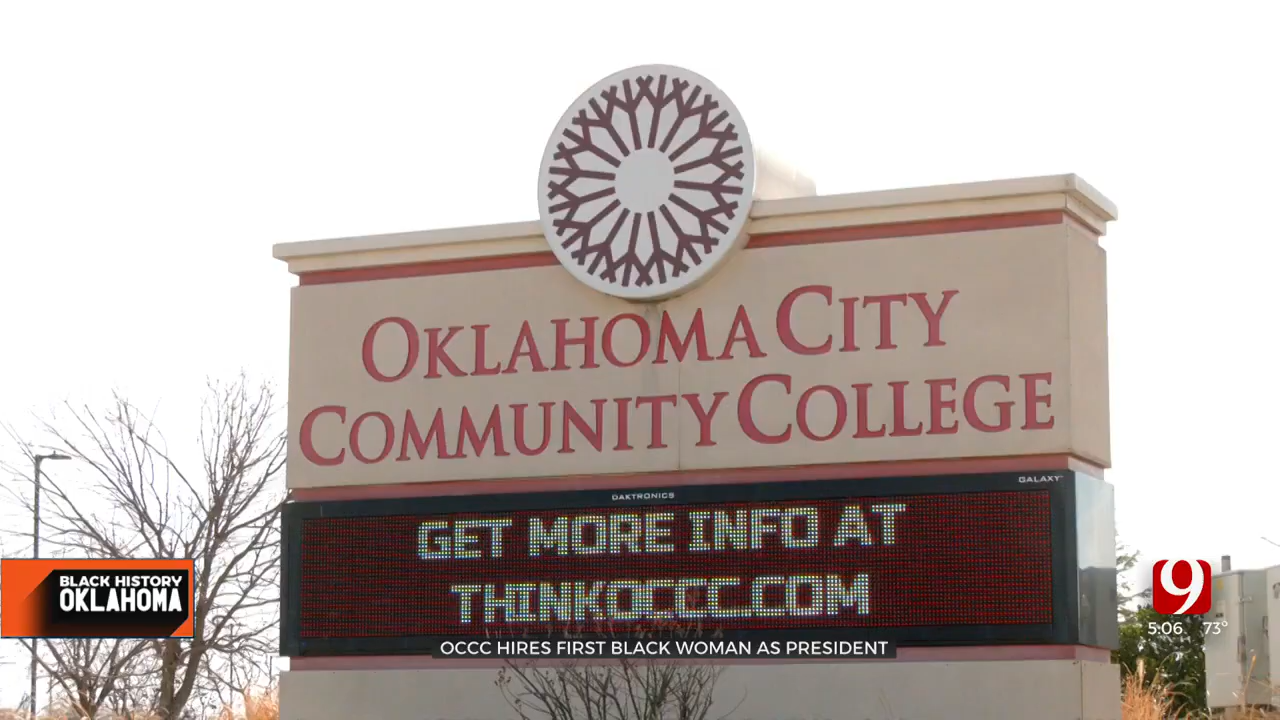 OKLAHOMA CITY
COMMUNITY COLLEGE
DAKTRONICS
GALAXY
GET MORE INFO AT
THINKOCCC.COM
BLACK HISTORY
OKLAHOMA
9
5:06 73°
OCCC HIRES FIRST BLACK WOMAN AS PRESIDENT